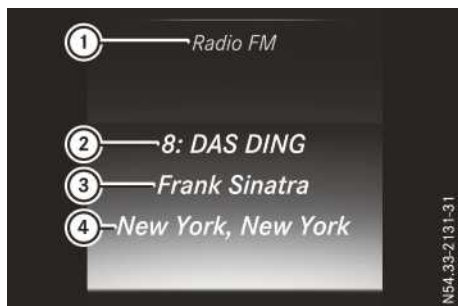 1 Radio FM
2 8: DAS DING
3 Frank Sinatra
4 New York, New York
N54.33-2131-31